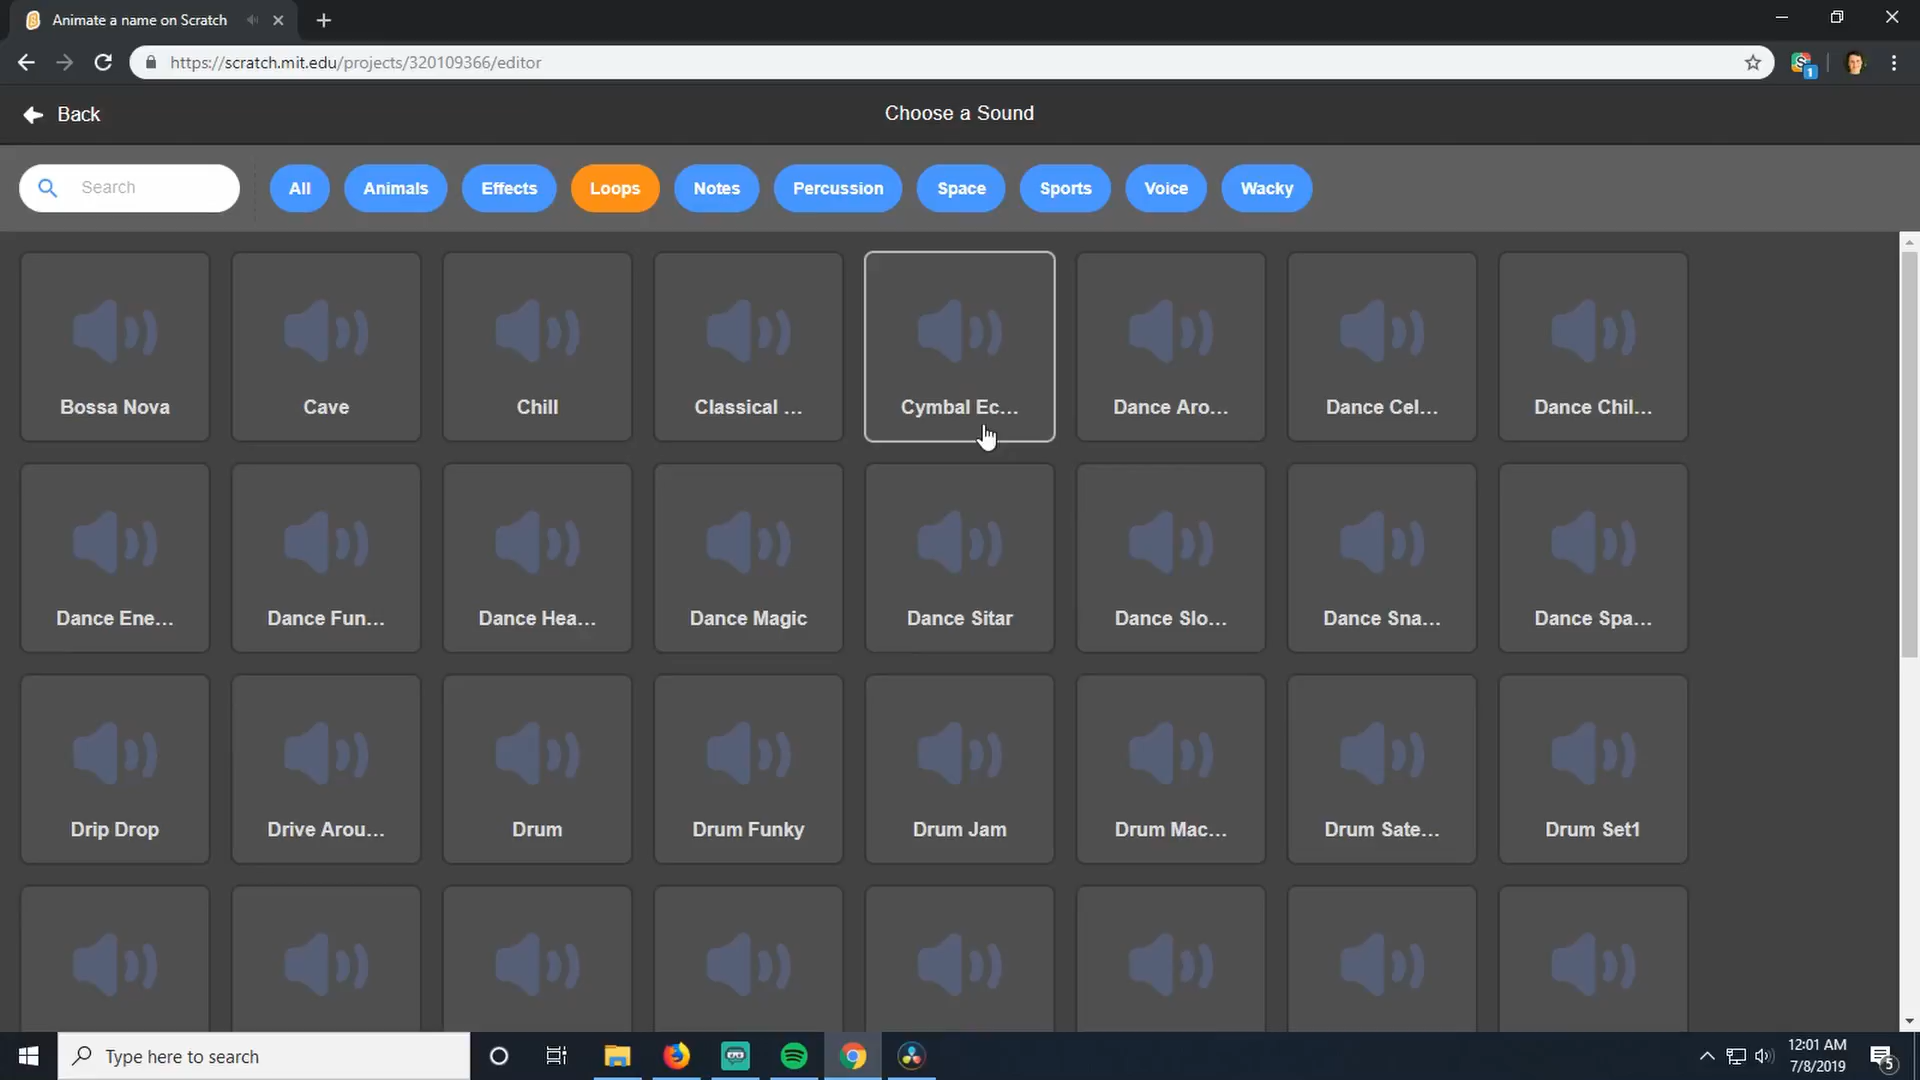 Animate a name on Scratch
https://scratch.mit.edu/projects/320109366/editor
1
Back
Choose a Sound
Search
All
Animals
Effects
Loops
Notes
Percussion
Space
Sports
Voice
Wacky
Bossa Nova
Cave
Chill
Classical ...
Cymbal Ec...
Dance Aro...
Dance Cel...
Dance Chil...
Dance Ene...
Dance Fun...
Dance Hea...
Dance Magic
Dance Sitar
Dance Slo...
Dance Sna...
Dance Spa...
Drip Drop
Drive Arou...
Drum
Drum Funky
Drum Jam
Drum Mac...
Drum Sate...
Drum Set1
Type here to search
12:01 AM
7/8/2019
5